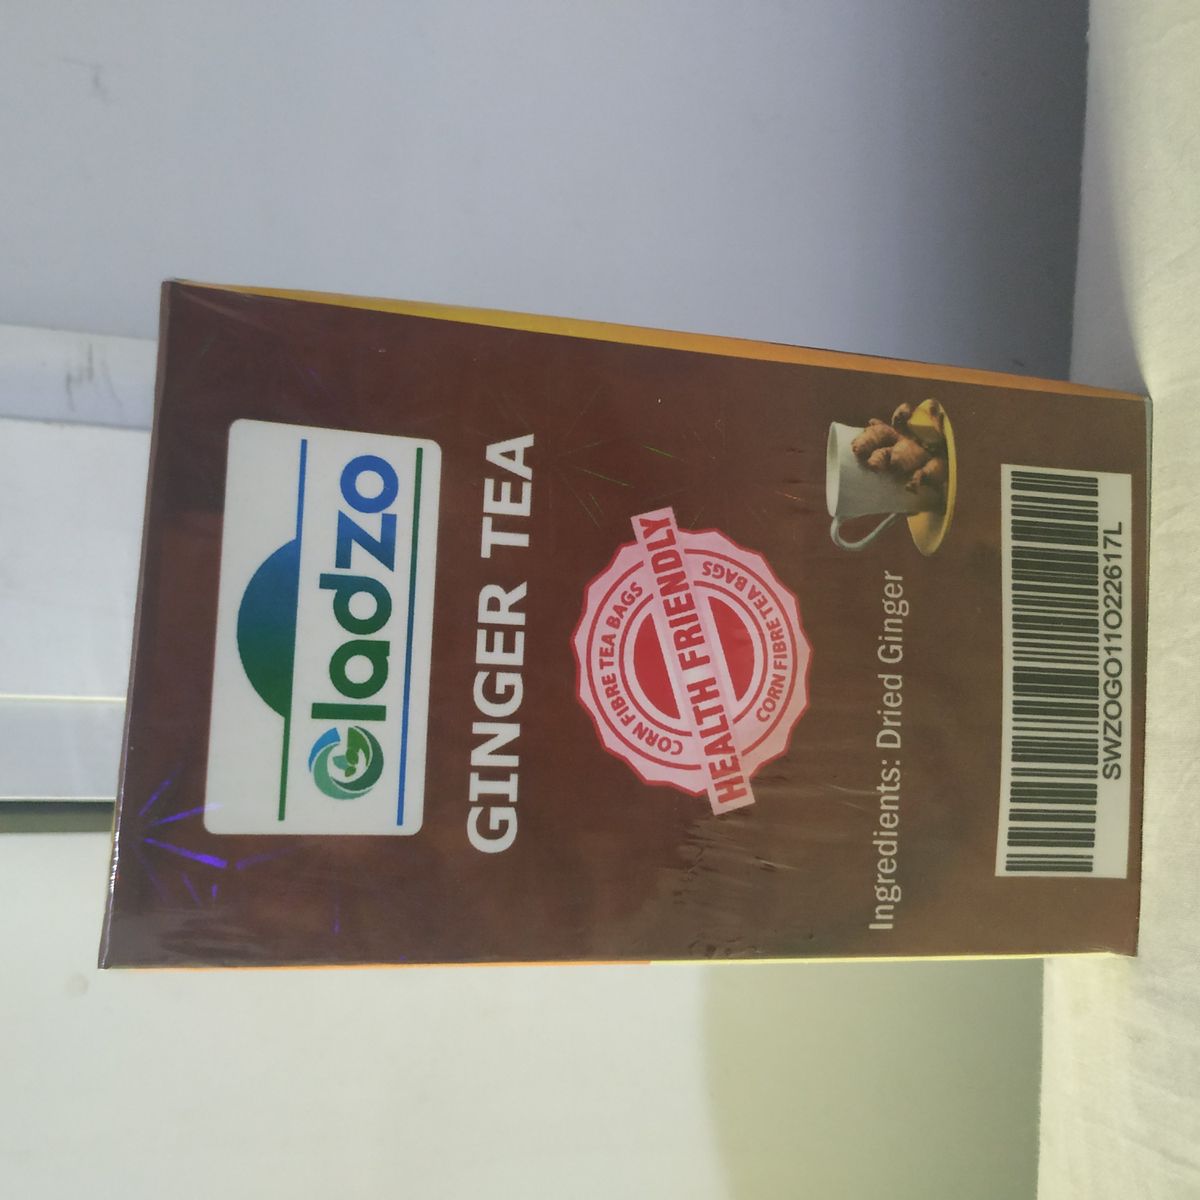 Gladzo
GINGER TEA
CORN FIBRE TEA BAGS
HEALTH FRIENDLY
CORN FIBRE TEA BAGS
Ingredients: Dried Ginger
SWZOGO11O22617L